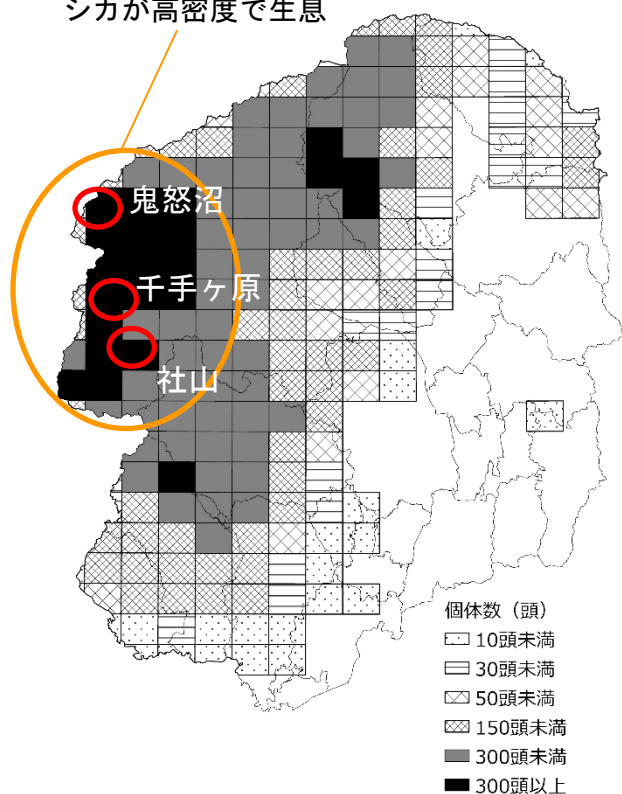 シカが高密度で生息
鬼怒沼
千手ヶ原
社山
個体数（頭）
10頭未満
30頭未満
50頭未満
150頭未満
300頭未満
300頭以上